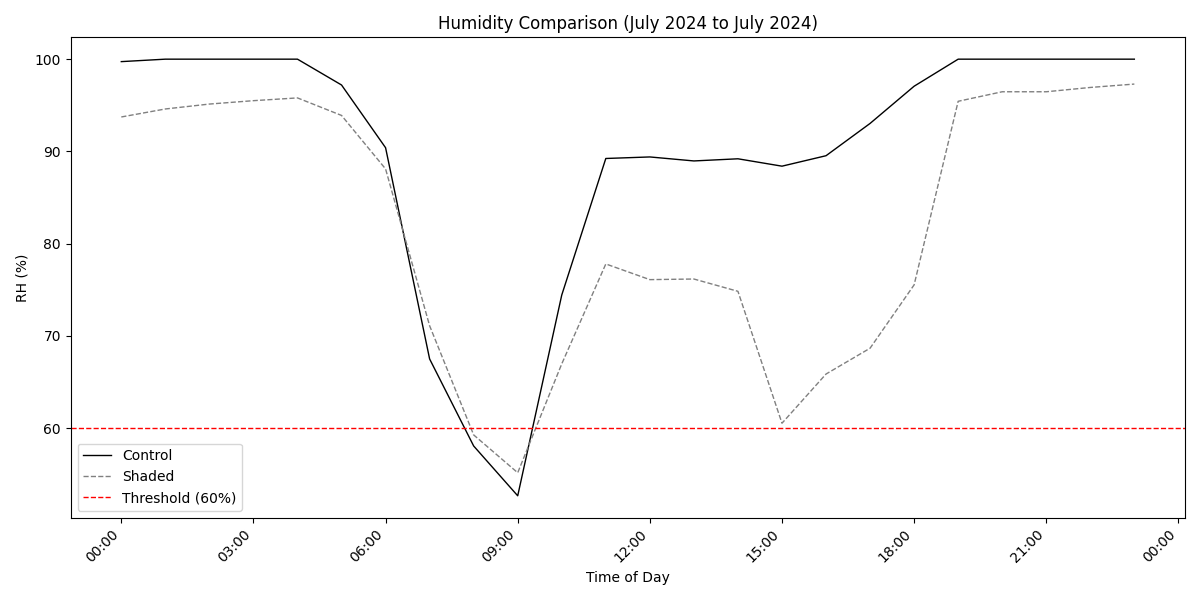 Humidity Comparison (July 2024 to July 2024)
RH (%)
100
90
80
70
60
Control
Shaded
Threshold (60%)
00:00
03:00
06:00
09:00
12:00
15:00
18:00
21:00
00:00
Time of Day